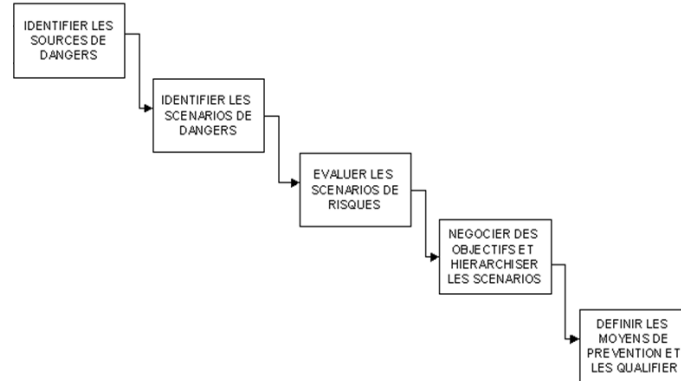 IDENTIFIER LES
SOURCES DE
DANGERS
IDENTIFIER LES
SCENARIOS DE
DANGERS
EVALUER LES
SCENARIOS DE
RISQUES
NEGOCIER DES
OBJECTIFS ET
HIERARCHISER
LES SCENARIOS
DEFINIR LES
MOYENS DE
PREVENTION ET
LES QUALIFIER